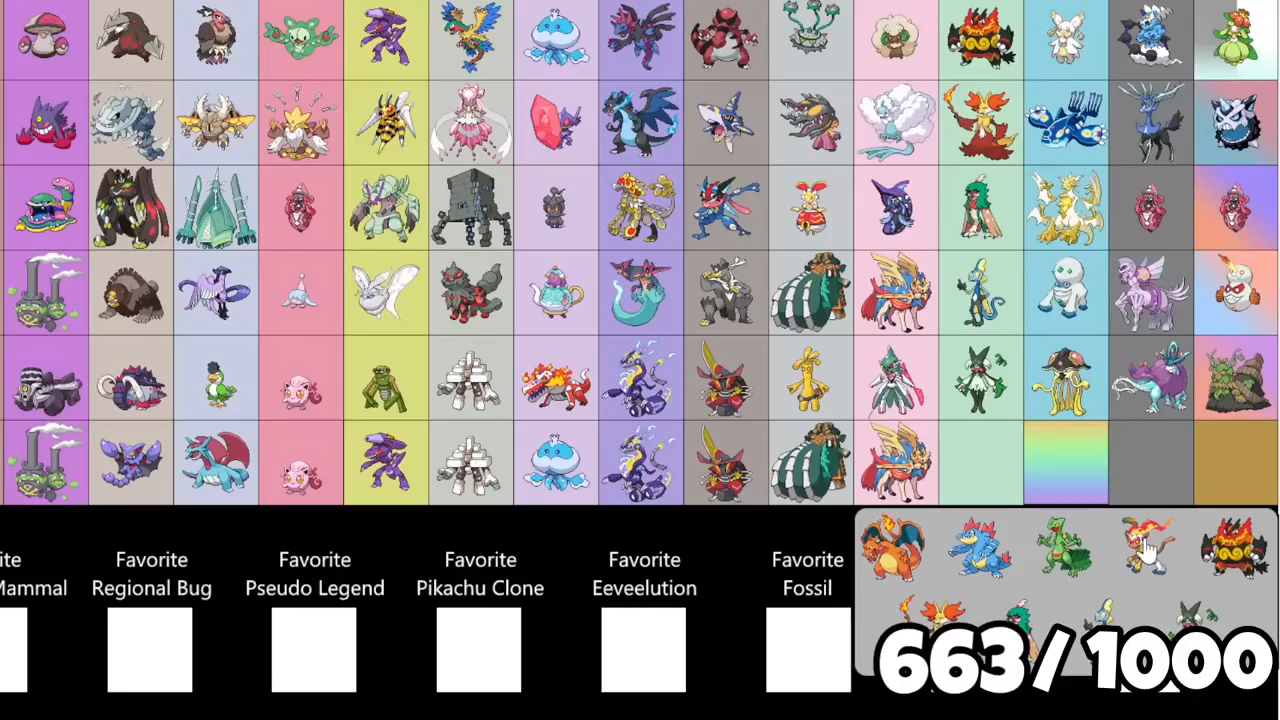 ite
Mammal
Favorite
Regional Bug
Favorite
Pseudo Legend
Favorite
Pikachu Clone
Favorite
Eeveelution
Favorite
Fossil
663/1000